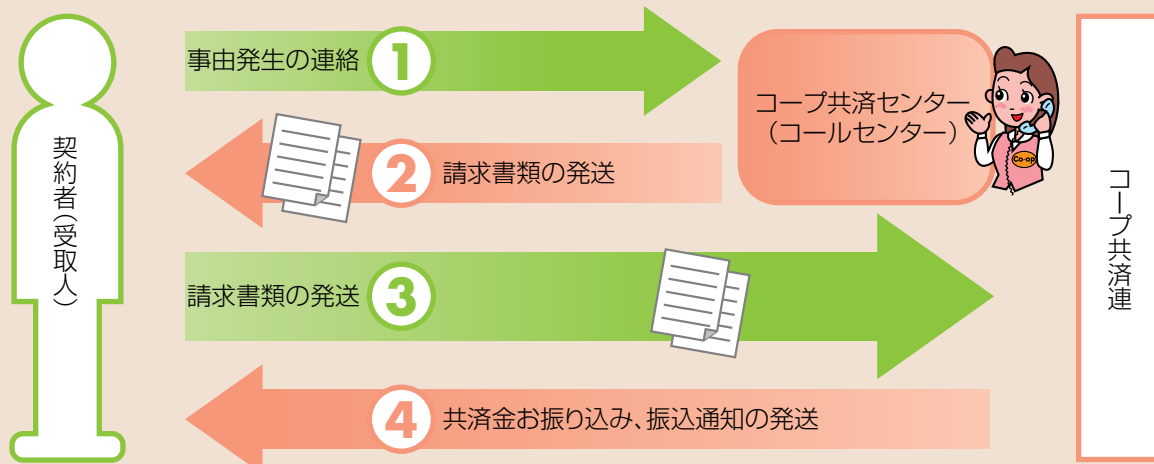 契約者（受取人）
事由発生の連絡
1
コープ共済センター
（コールセンター）
Co・op
2
請求書類の発送
請求書類の発送
3
4
共済金お振り込み、振込通知の発送
コープ共済連